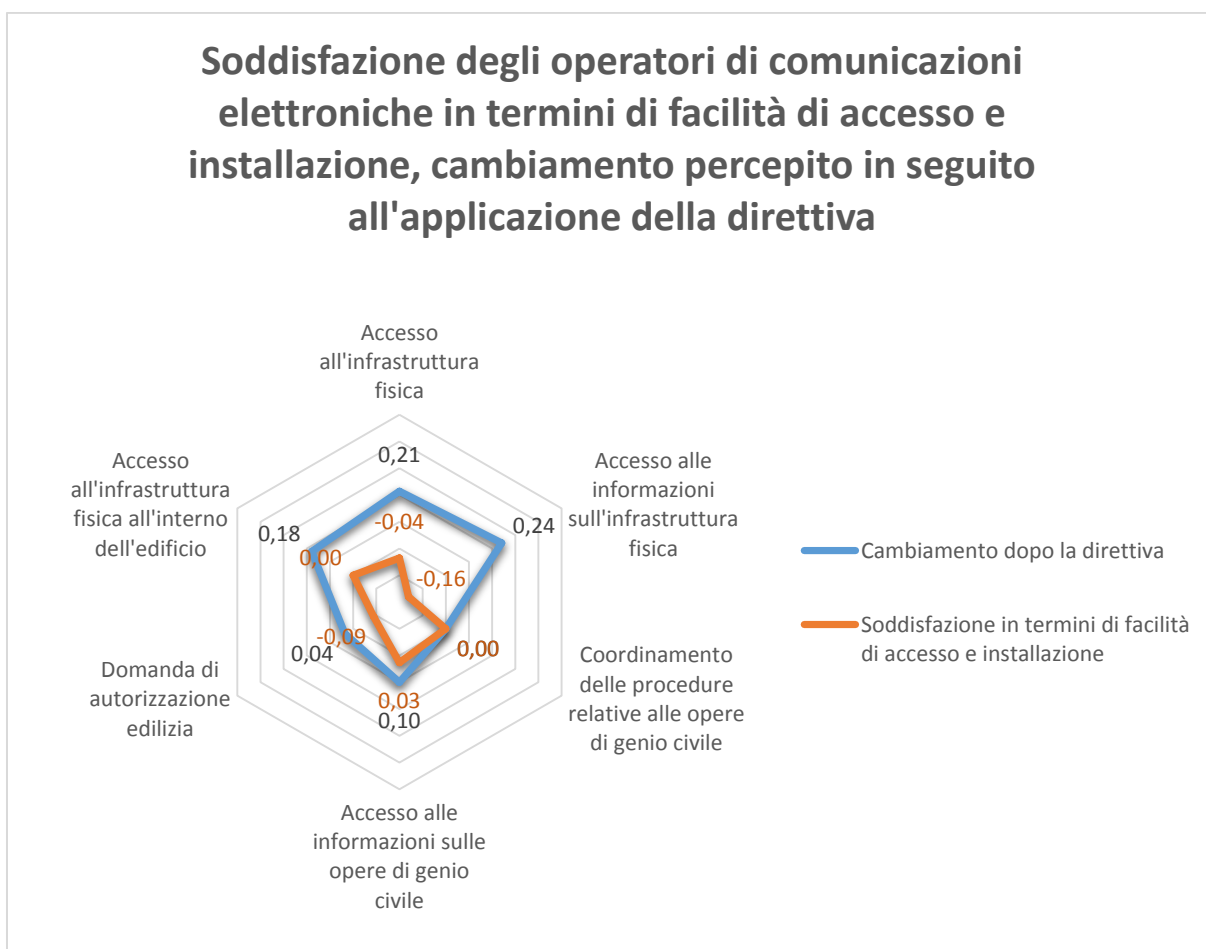 Soddisfazione degli operatori di comunicazioni
elettroniche in termini di facilità di accesso e
installazione, cambiamento percepito in seguito
all'applicazione della direttiva
Accesso
all'infrastruttura
fisica
Accesso alle
informazioni
sull'infrastruttura
fisica
Coordinamento
delle procedure
relative alle opere
di genio civile
Accesso alle
informazioni sulle
opere di genio
civile
Domanda di
autorizzazione
edilizia
Accesso
all'infrastruttura
fisica all'interno
dell'edificio
0,21
0,24
0,00
0,10
0,04
0,18
-0,04
-0,16
0,00
0,03
-0,09
0,00
Cambiamento dopo la direttiva
Soddisfazione in termini di facilità
di accesso e installazione